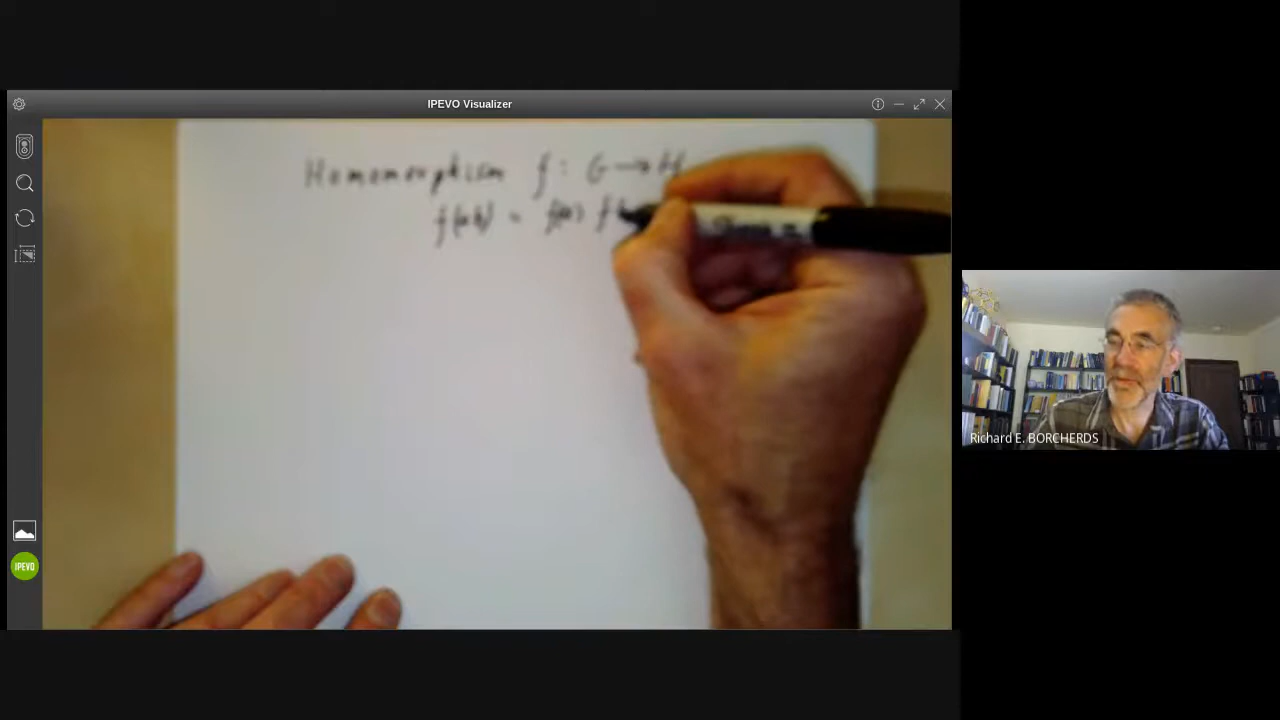 IPEVO Visualizer
Homomorphism f : G → H
f(ab) = f(a) f(
IPEVO
Richard E. BORCHERDS